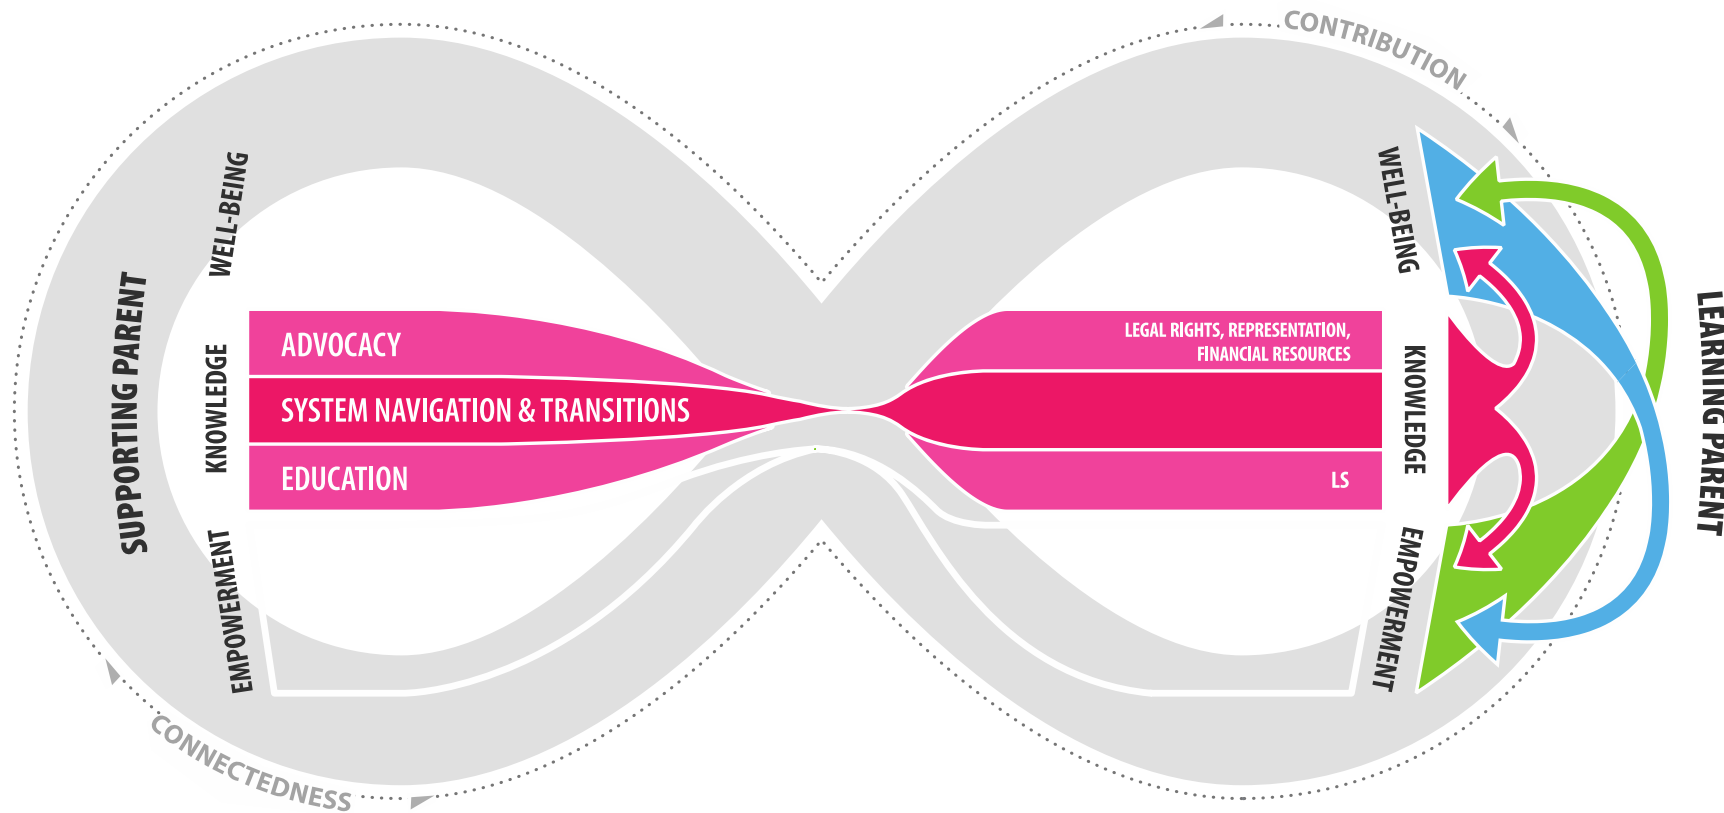 CONTRIBUTION
WELL-BEING
WELL-BEING
SUPPORTING PARENT
KNOWLEDGE
ADVOCACY
SYSTEM NAVIGATION & TRANSITIONS
EDUCATION
LEGAL RIGHTS, REPRESENTATION,
FINANCIAL RESOURCES
LS
KNOWLEDGE
LEARNING PARENT
EMPOWERMENT
EMPOWERMENT
CONNECTEDNESS